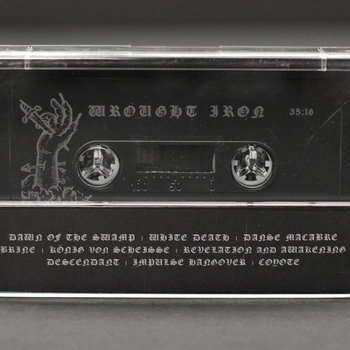 WROUGHT IRON
35:16
100 50 0
DAWN OF THE SWAMP : WHITE DEATH : DANSE MACABRE
BRINE : KÖNIG VON SCHEISSE : REVELATION AND AWAKENING
DESCENDANT : IMPULSE HANGOVER : COYOTE